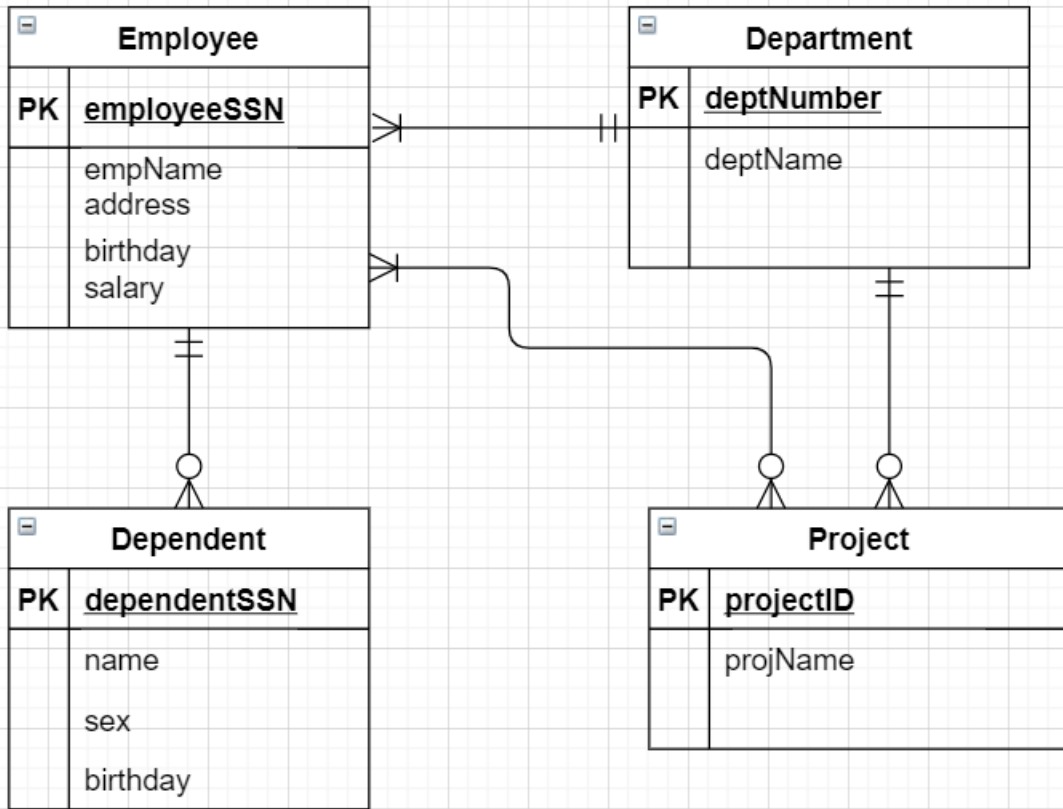 Employee
PK employeeSSN
empName
address
birthday
salary
Department
PK deptNumber
deptName
Dependent
PK dependentSSN
name
sex
birthday
Project
PK projectID
projName